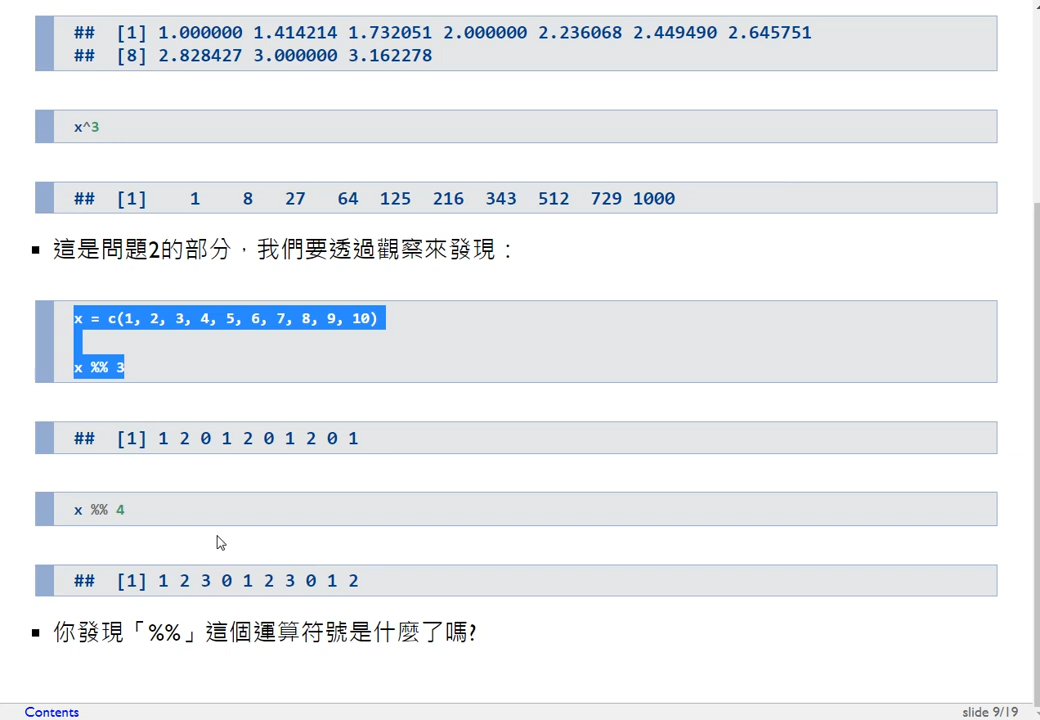 ## [1] 1.000000 1.414214 1.732051 2.000000 2.236068 2.449490 2.645751
## [8] 2.828427 3.000000 3.162278
x^3
## [1] 1 8 27 64 125 216 343 512 729 1000
▪ 這是問題2的部分，我們要透過觀察來發現：
x = c(1, 2, 3, 4, 5, 6, 7, 8, 9, 10)
x %% 3
## [1] 1 2 0 1 2 0 1 2 0 1
x %% 4
## [1] 1 2 3 0 1 2 3 0 1 2
▪ 你發現「%%」這個運算符號是什麼了嗎?
Contents
slide 9/19